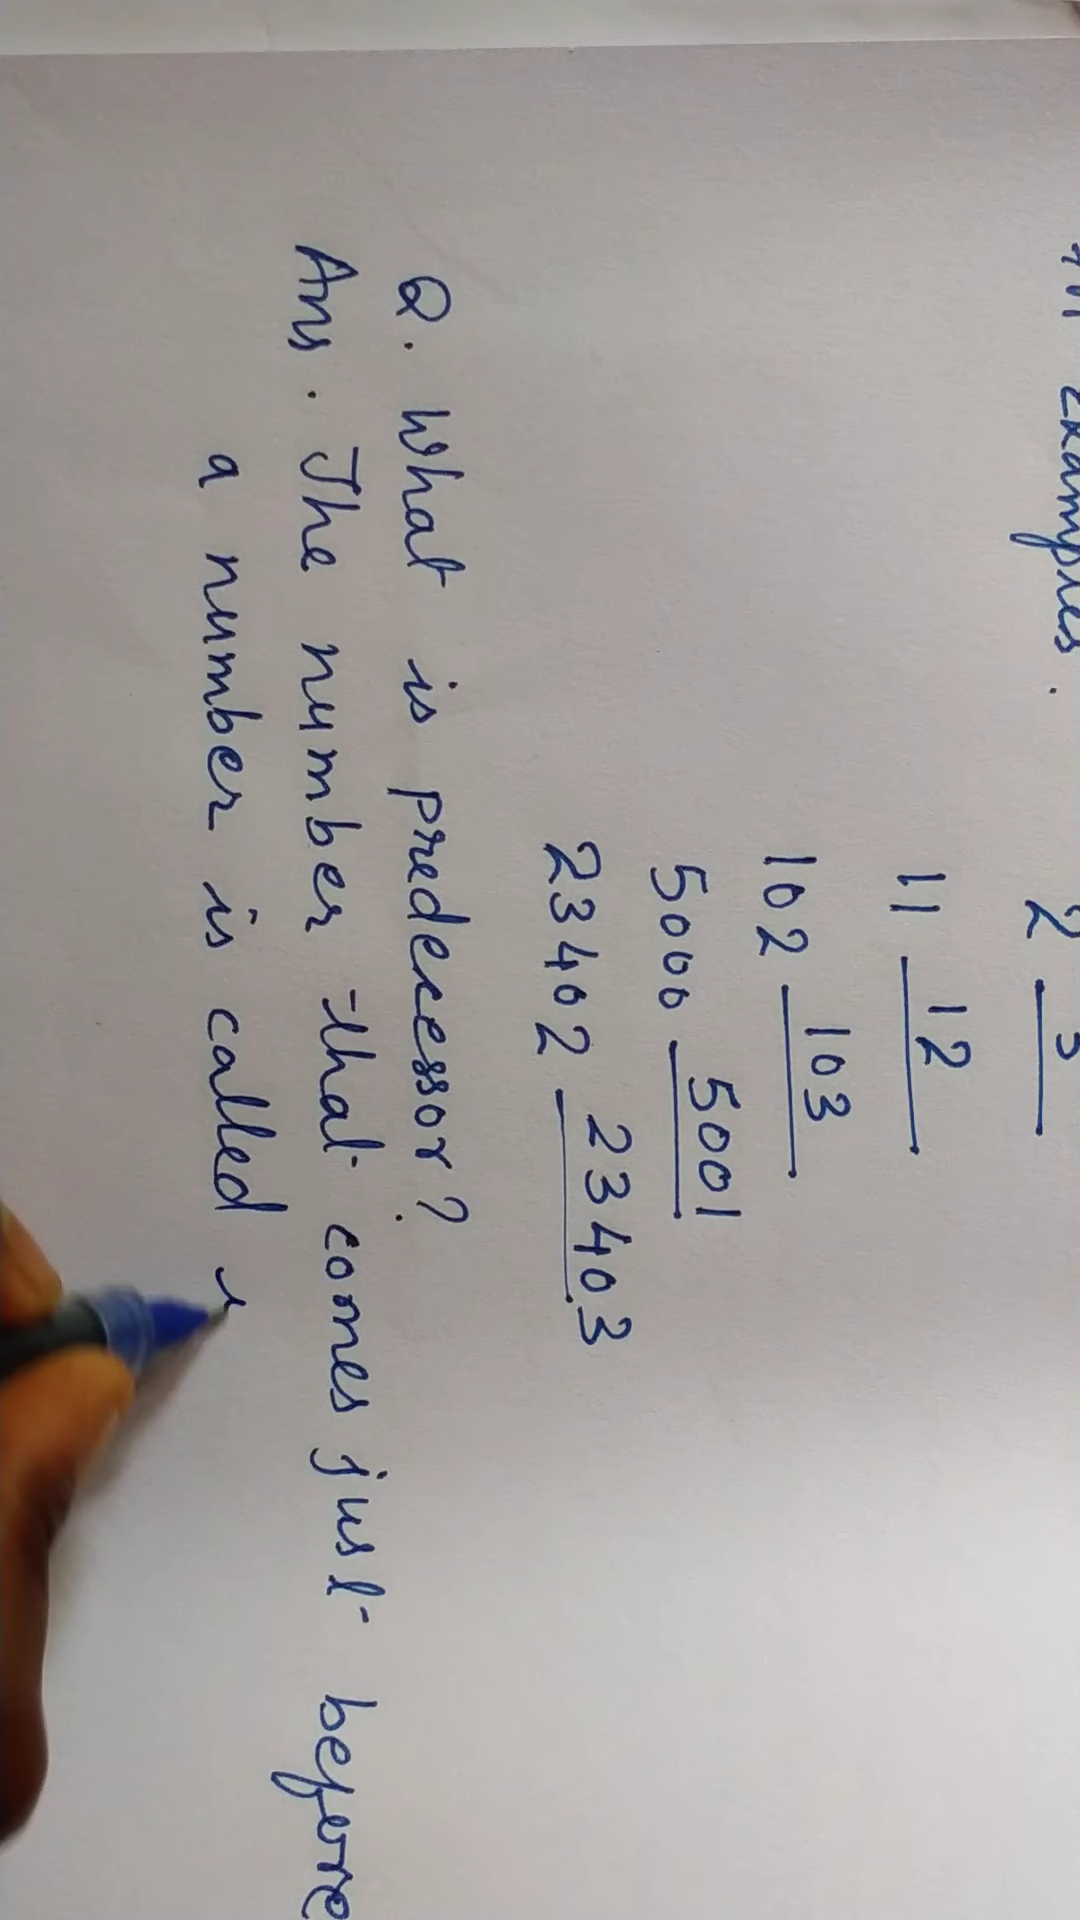 Examples.
2
11 12
102 103
5000 5001
23402 23403
Q. What is predecessor?
Ans. The number that comes just before
a number is called